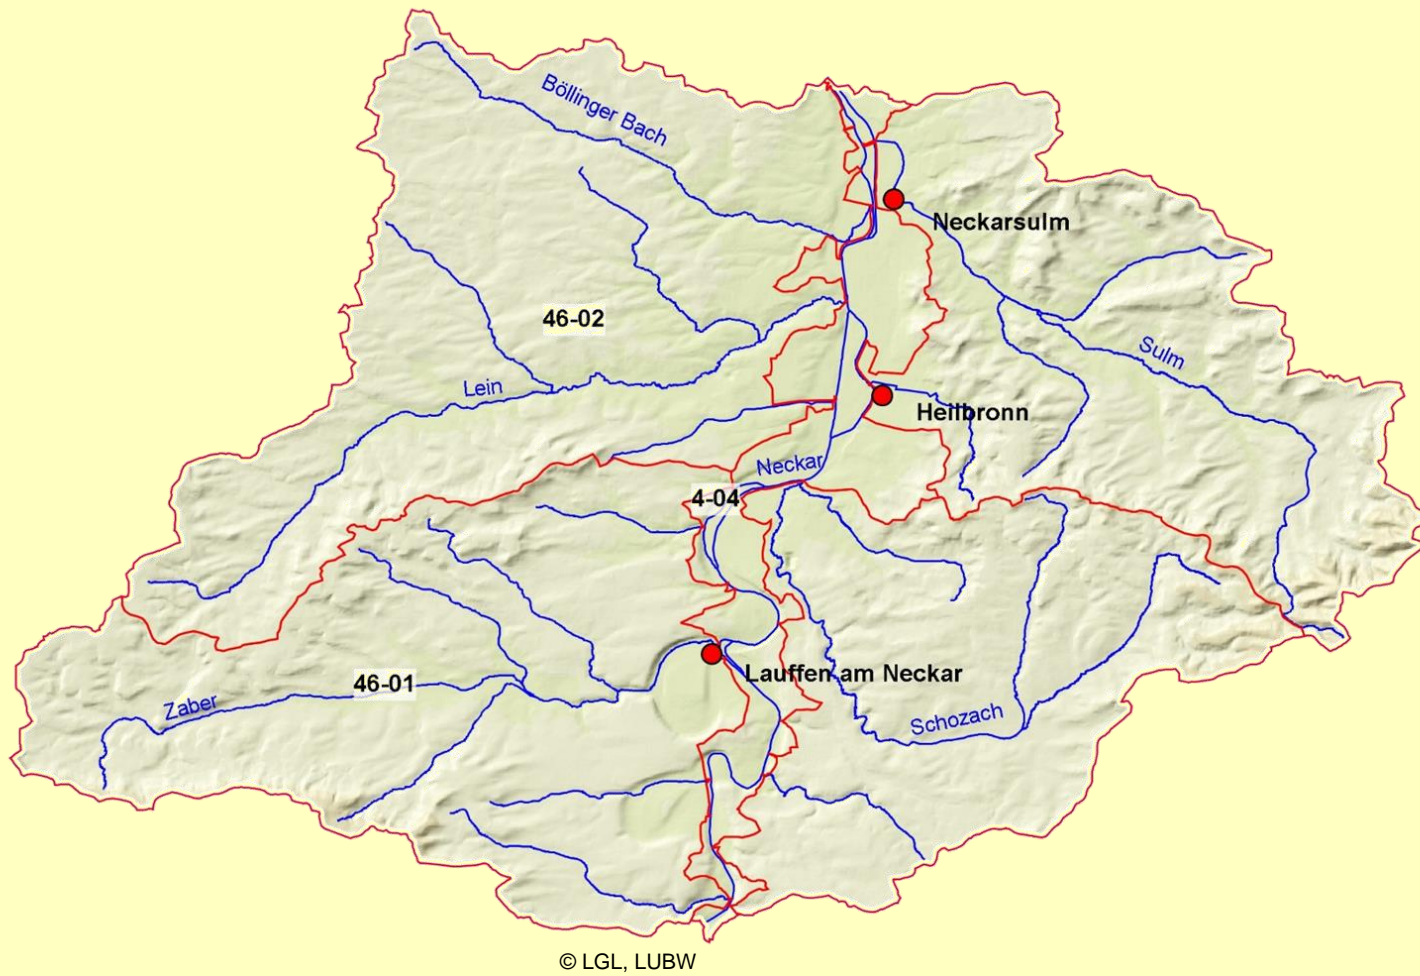 Böllinger Bach
Neckarsulm
46-02
Sulm
Lein
Heilbronn
Neckar
4-04
Lauffen am Neckar
46-01
Zaber
Schozach
© LGL, LUBW